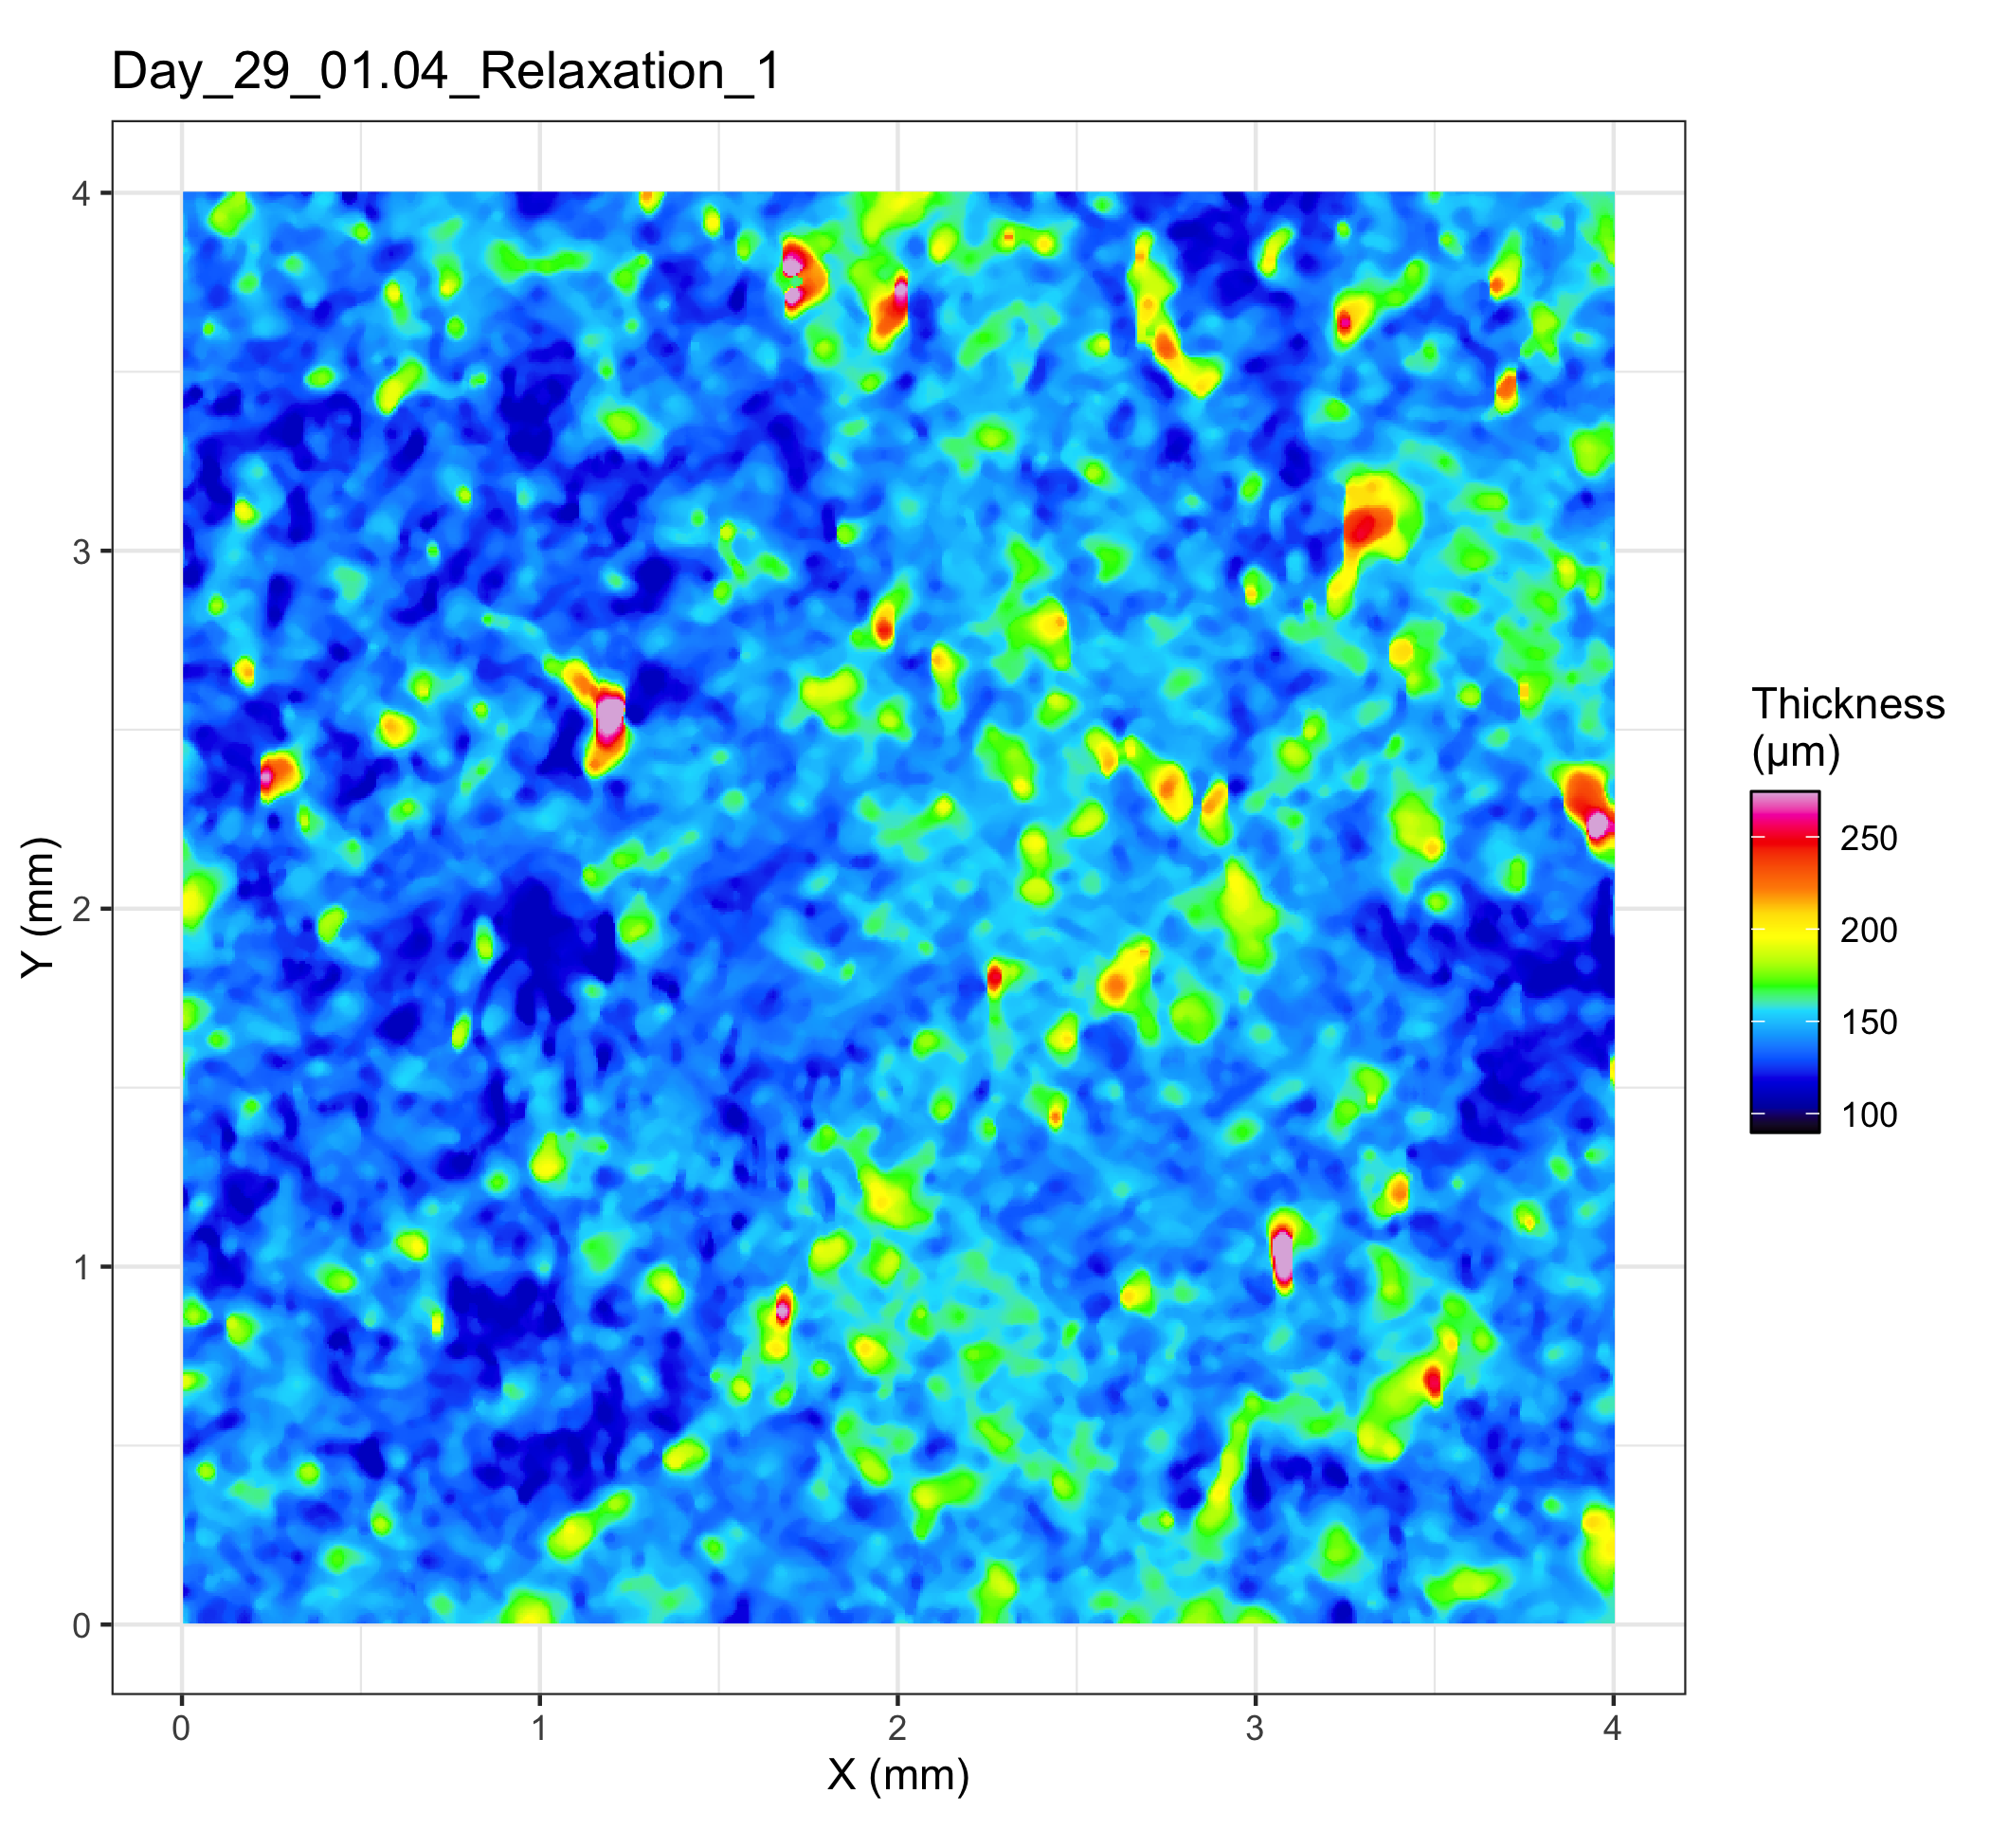 Day_29_01.04_Relaxation_1
4
3
2
1
0
Y (mm)
0 1 2 3 4
X (mm)
Thickness
(μm)
250
200
150
100